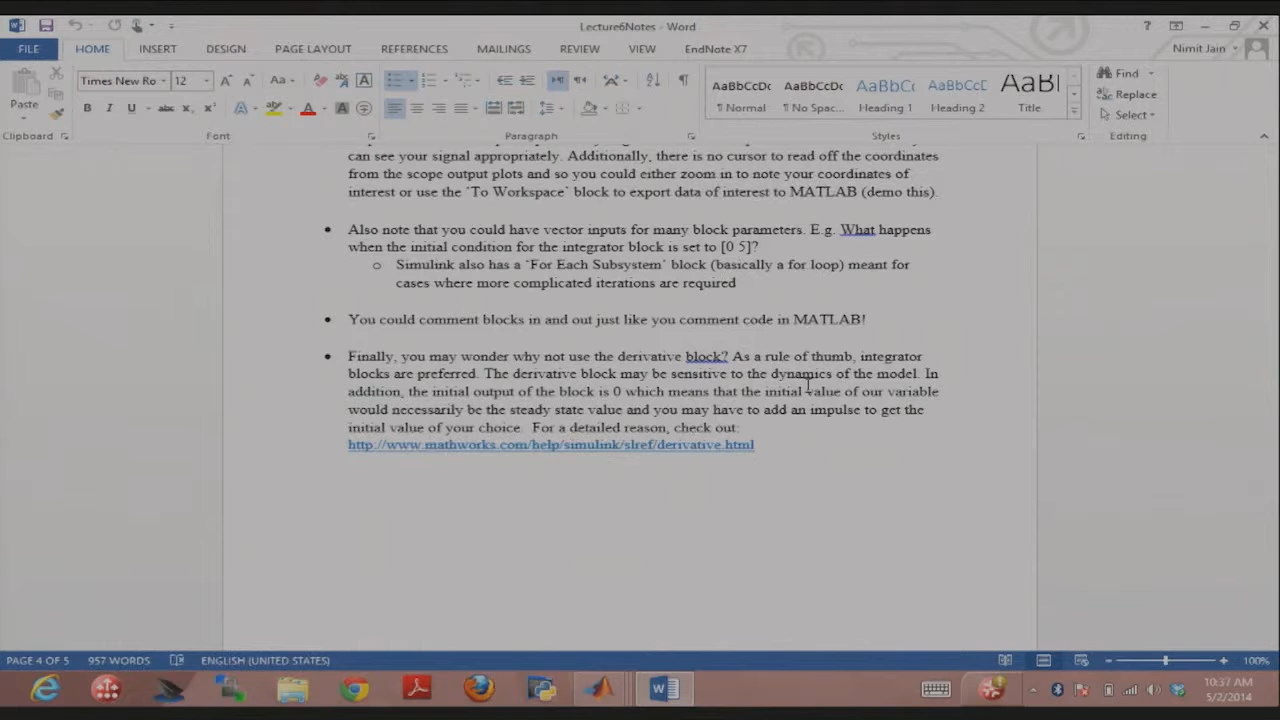 Lecture6Notes - Word
FILE HOME INSERT DESIGN PAGE LAYOUT REFERENCES MAILINGS REVIEW VIEW EndNote X7 Nimit Jain
Times New Ro 12 Aa
Paste
AaBbCcDc AaBbCcDc AaBbC AaBbCcD AaB
¶ Normal ¶ No Spac... Heading 1 Heading 2 Title
Find
Replace
Select
Clipboard Font Paragraph Styles Editing
can see your signal appropriately. Additionally, there is no cursor to read off the coordinates
from the scope output plots and so you could either zoom in to note your coordinates of
interest or use the 'To Workspace' block to export data of interest to MATLAB (demo this).
• Also note that you could have vector inputs for many block parameters. E.g. What happens
when the initial condition for the integrator block is set to [0 5]?
o Simulink also has a 'For Each Subsystem' block (basically a for loop) meant for
cases where more complicated iterations are required
• You could comment blocks in and out just like you comment code in MATLAB!
• Finally, you may wonder why not use the derivative block? As a rule of thumb, integrator
blocks are preferred. The derivative block may be sensitive to the dynamics of the model. In
addition, the initial output of the block is 0 which means that the initial value of our variable
would necessarily be the steady state value and you may have to add an impulse to get the
initial value of your choice. For a detailed reason, check out:
http://www.mathworks.com/help/simulink/slref/derivative.html
PAGE 4 OF 5 957 WORDS ENGLISH (UNITED STATES) 100%
10:37 AM
5/2/2014